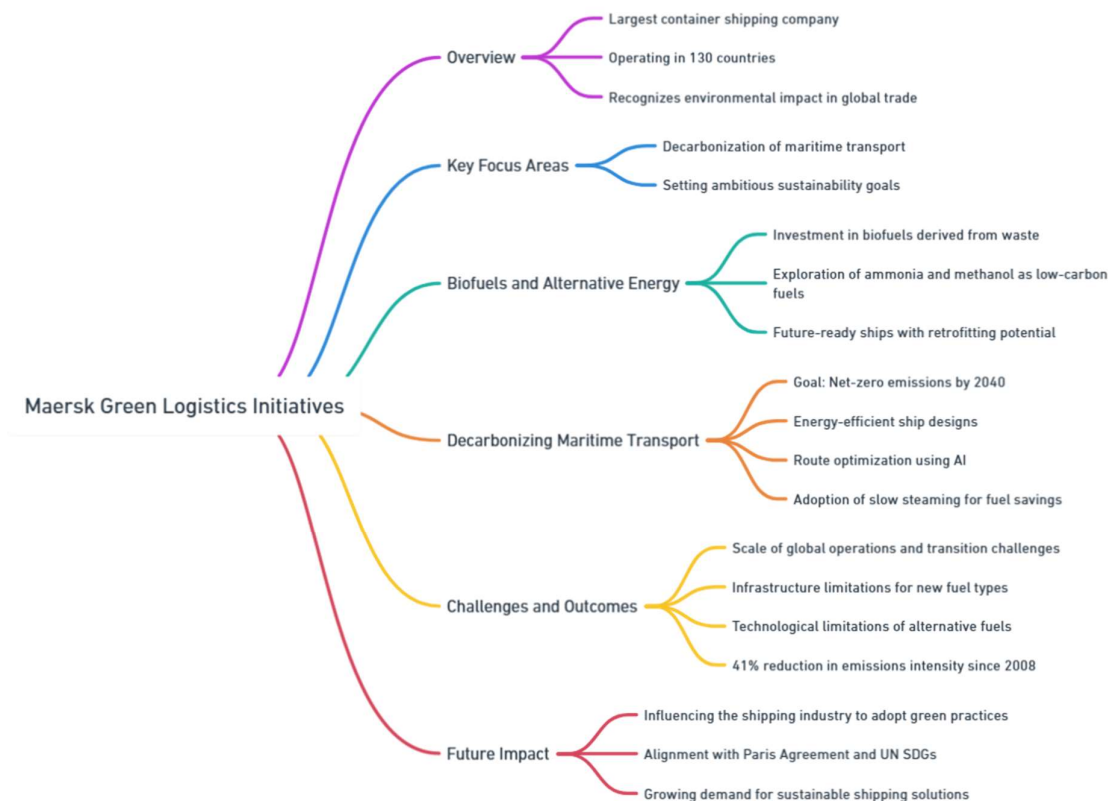 Maersk Green Logistics Initiatives
Overview
Largest container shipping company
Operating in 130 countries
Recognizes environmental impact in global trade
Key Focus Areas
Decarbonization of maritime transport
Setting ambitious sustainability goals
Biofuels and Alternative Energy
Investment in biofuels derived from waste
Exploration of ammonia and methanol as low-carbon
fuels
Future-ready ships with retrofitting potential
Decarbonizing Maritime Transport
Goal: Net-zero emissions by 2040
Energy-efficient ship designs
Route optimization using AI
Adoption of slow steaming for fuel savings
Challenges and Outcomes
Scale of global operations and transition challenges
Infrastructure limitations for new fuel types
Technological limitations of alternative fuels
41% reduction in emissions intensity since 2008
Future Impact
Influencing the shipping industry to adopt green practices
Alignment with Paris Agreement and UN SDGs
Growing demand for sustainable shipping solutions